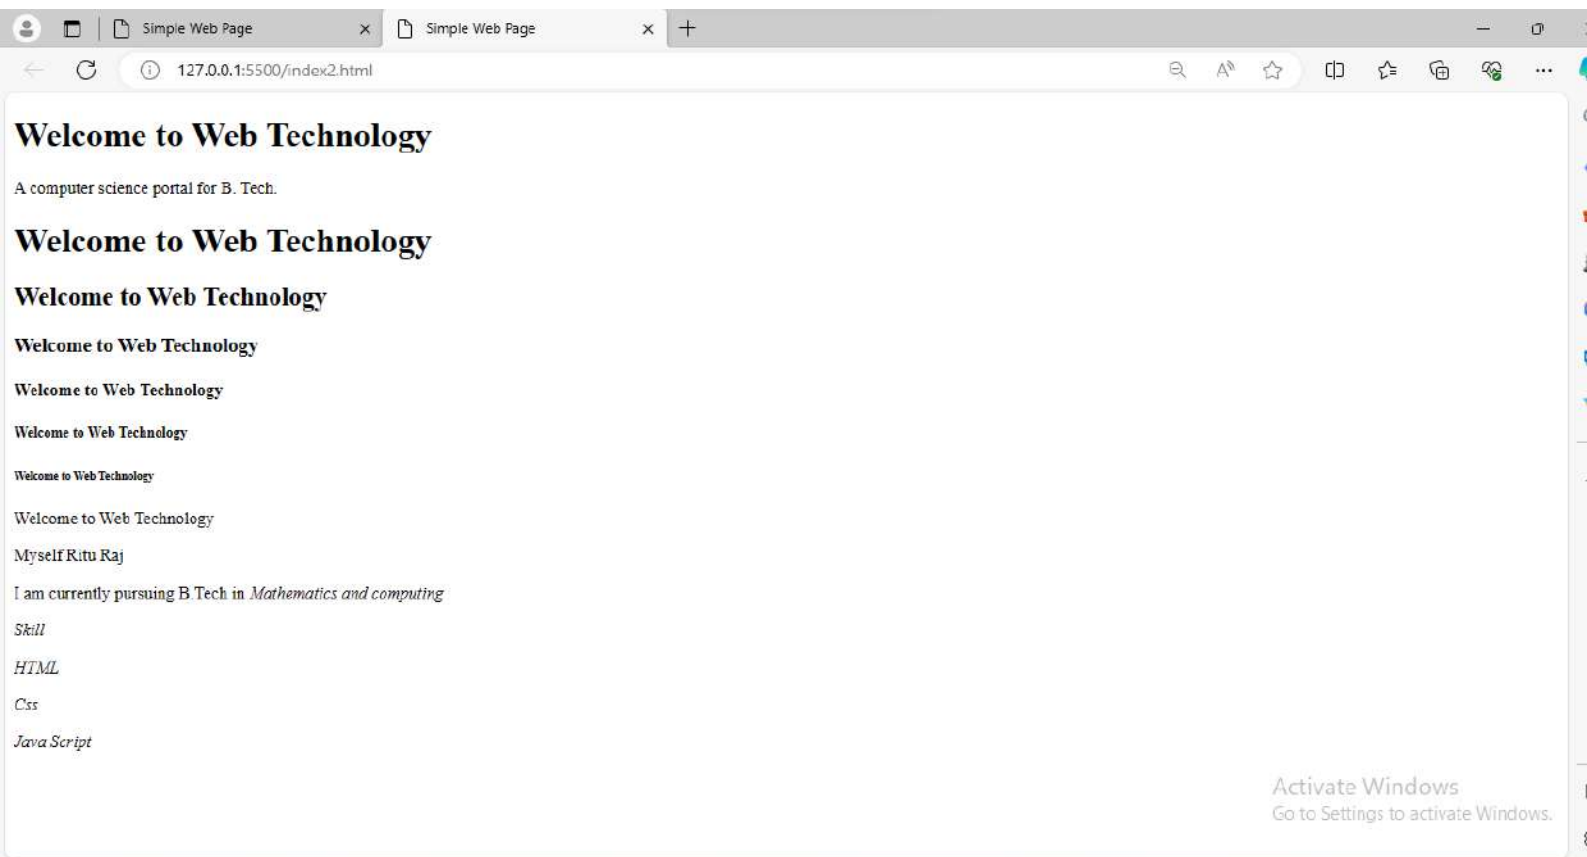 Simple Web Page
Simple Web Page
127.0.0.1:5500/index2.html
Welcome to Web Technology
A computer science portal for B. Tech.
Welcome to Web Technology
Welcome to Web Technology
Welcome to Web Technology
Welcome to Web Technology
Welcome to Web Technology
Welcome to Web Technology
Welcome to Web Technology
Myself Ritu Raj
I am currently pursuing B.Tech in Mathematics and computing
Skill
HTML
Css
Java Script
Activate Windows
Go to Settings to activate Windows.